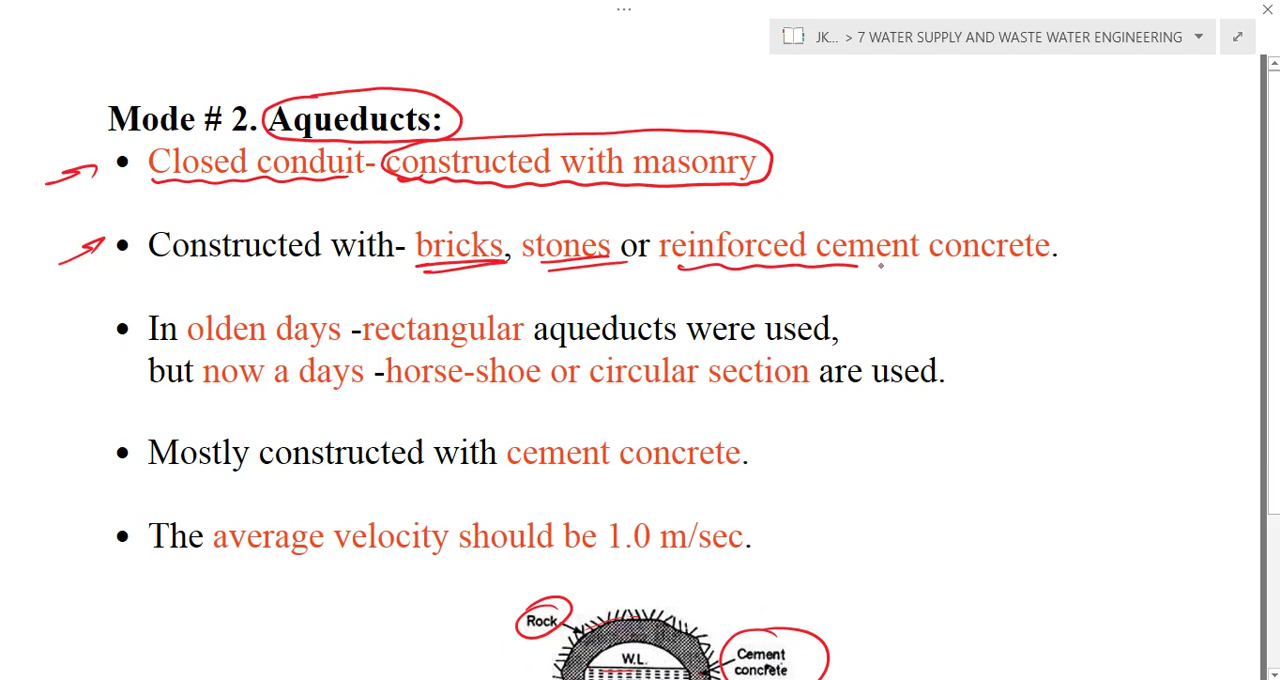 JK... > 7 WATER SUPPLY AND WASTE WATER ENGINEERING
Mode # 2. Aqueducts:
• Closed conduit- constructed with masonry
• Constructed with- bricks, stones or reinforced cement concrete.
• In olden days -rectangular aqueducts were used,
but now a days -horse-shoe or circular section are used.
• Mostly constructed with cement concrete.
• The average velocity should be 1.0 m/sec.
Rock
W.L.
Cement
concrete